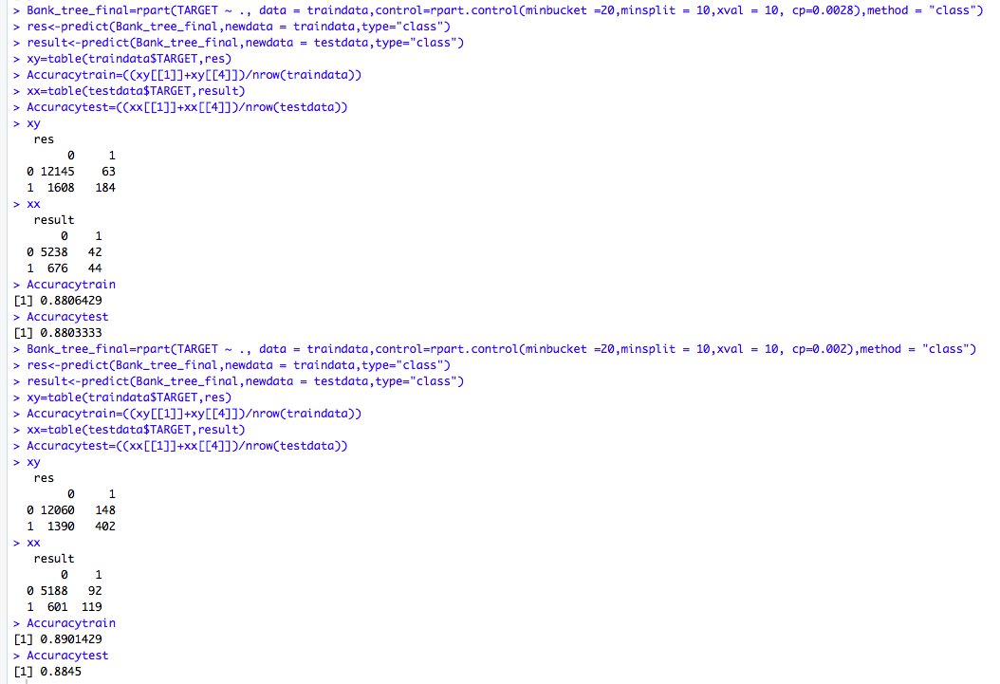 > Bank_tree_final=rpart(TARGET ~ ., data = traindata,control=rpart.control(minbucket =20,minsplit = 10,xval = 10, cp=0.0028),method = "class")
> res<-predict(Bank_tree_final,newdata = traindata,type="class")
> result<-predict(Bank_tree_final,newdata = testdata,type="class")
> xy=table(traindata$TARGET,res)
> Accuracytrain=((xy[[1]]+xy[[4]])/nrow(traindata))
> xx=table(testdata$TARGET,result)
> Accuracytest=((xx[[1]]+xx[[4]])/nrow(testdata))
> xy
   res
        0     1
  0 12145    63
  1  1608   184
> xx
   result
       0    1
  0 5238   42
  1  676   44
> Accuracytrain
[1] 0.8806429
> Accuracytest
[1] 0.8803333
> Bank_tree_final=rpart(TARGET ~ ., data = traindata,control=rpart.control(minbucket =20,minsplit = 10,xval = 10, cp=0.002),method = "class")
> res<-predict(Bank_tree_final,newdata = traindata,type="class")
> result<-predict(Bank_tree_final,newdata = testdata,type="class")
> xy=table(traindata$TARGET,res)
> Accuracytrain=((xy[[1]]+xy[[4]])/nrow(traindata))
> xx=table(testdata$TARGET,result)
> Accuracytest=((xx[[1]]+xx[[4]])/nrow(testdata))
> xy
   res
        0     1
  0 12060   148
  1  1390   402
> xx
   result
       0    1
  0 5188   92
  1  601  119
> Accuracytrain
[1] 0.8901429
> Accuracytest
[1] 0.8845